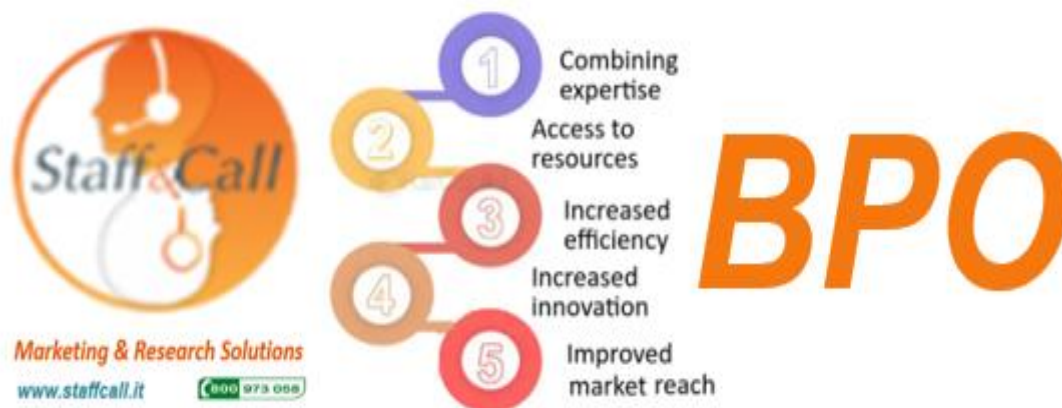 Staff&Call
Marketing & Research Solutions
www.staffcall.it
800 973 058
1
Combining
expertise
2
Access to
resources
3
Increased
efficiency
4
Increased
innovation
5
Improved
market reach
BPO